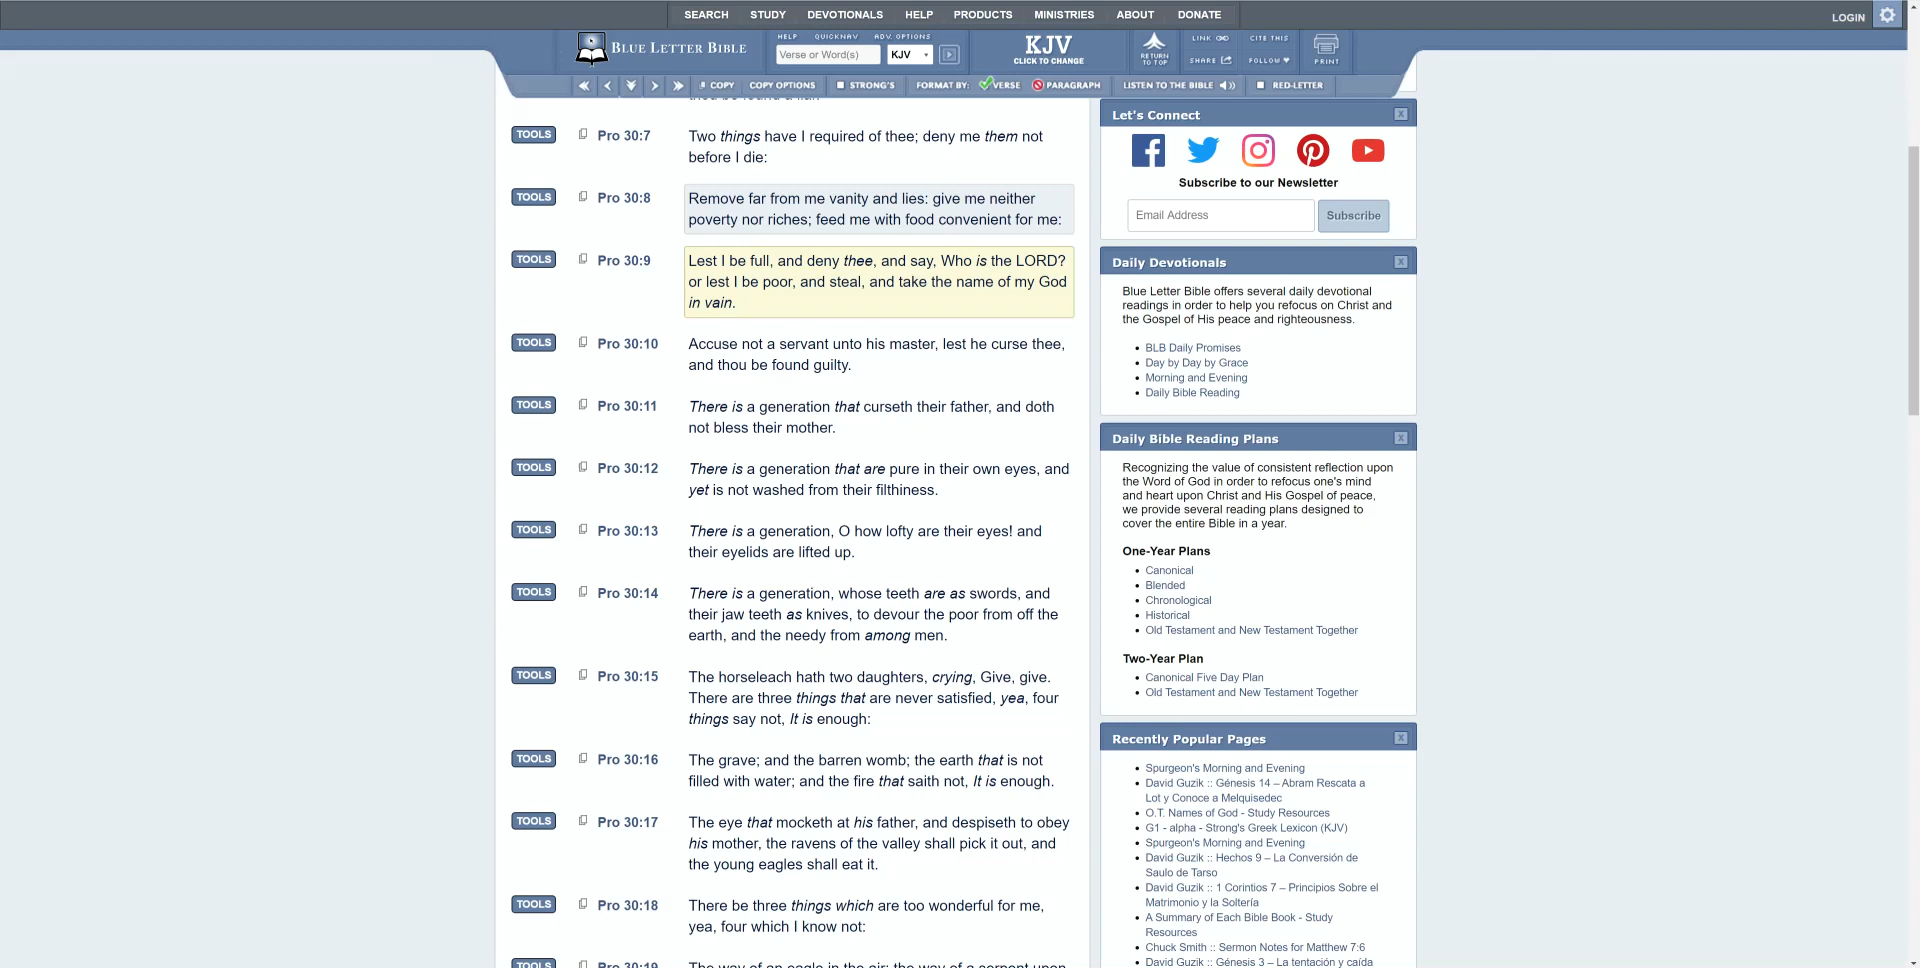 SEARCH STUDY DEVOTIONALS HELP PRODUCTS MINISTRIES ABOUT DONATE
LOGIN
BLUE LETTER BIBLE
HELP QUICKNAV ADV. OPTIONS
Verse or Word(s) KJV
KJV
CLICK TO CHANGE
RETURN
TO TOP
LINK CITE THIS
SHARE FOLLOW
PRINT
COPY COPY OPTIONS STRONG'S FORMAT BY: VERSE PARAGRAPH LISTEN TO THE BIBLE RED-LETTER
TOOLS Pro 30:7 Two things have I required of thee; deny me them not
before I die:
TOOLS Pro 30:8 Remove far from me vanity and lies: give me neither
poverty nor riches; feed me with food convenient for me:
TOOLS Pro 30:9 Lest I be full, and deny thee, and say, Who is the LORD?
or lest I be poor, and steal, and take the name of my God
in vain.
TOOLS Pro 30:10 Accuse not a servant unto his master, lest he curse thee,
and thou be found guilty.
TOOLS Pro 30:11 There is a generation that curseth their father, and doth
not bless their mother.
TOOLS Pro 30:12 There is a generation that are pure in their own eyes, and
yet is not washed from their filthiness.
TOOLS Pro 30:13 There is a generation, O how lofty are their eyes! and
their eyelids are lifted up.
TOOLS Pro 30:14 There is a generation, whose teeth are as swords, and
their jaw teeth as knives, to devour the poor from off the
earth, and the needy from among men.
TOOLS Pro 30:15 The horseleach hath two daughters, crying, Give, give.
There are three things that are never satisfied, yea, four
things say not, It is enough:
TOOLS Pro 30:16 The grave; and the barren womb; the earth that is not
filled with water; and the fire that saith not, It is enough.
TOOLS Pro 30:17 The eye that mocketh at his father, and despiseth to obey
his mother, the ravens of the valley shall pick it out, and
the young eagles shall eat it.
TOOLS Pro 30:18 There be three things which are too wonderful for me,
yea, four which I know not:
TOOLS Pro 30:19 The way of an eagle in the air; the way of a serpent upon
Let's Connect
Subscribe to our Newsletter
Email Address Subscribe
Daily Devotionals
Blue Letter Bible offers several daily devotional
readings in order to help you refocus on Christ and
the Gospel of His peace and righteousness.
BLB Daily Promises
Day by Day by Grace
Morning and Evening
Daily Bible Reading
Daily Bible Reading Plans
Recognizing the value of consistent reflection upon
the Word of God in order to refocus one's mind
and heart upon Christ and His Gospel of peace,
we provide several reading plans designed to
cover the entire Bible in a year.
One-Year Plans
Canonical
Blended
Chronological
Historical
Old Testament and New Testament Together
Two-Year Plan
Canonical Five Day Plan
Old Testament and New Testament Together
Recently Popular Pages
Spurgeon's Morning and Evening
David Guzik :: Génesis 14 – Abram Rescata a
Lot y Conoce a Melquisedec
O.T. Names of God - Study Resources
G1 - alpha - Strong's Greek Lexicon (KJV)
Spurgeon's Morning and Evening
David Guzik :: Hechos 9 – La Conversión de
Saulo de Tarso
David Guzik :: 1 Corintios 7 – Principios Sobre el
Matrimonio y la Soltería
A Summary of Each Bible Book - Study
Resources
Chuck Smith :: Sermon Notes for Matthew 7:6
David Guzik :: Génesis 3 – La tentación y caída